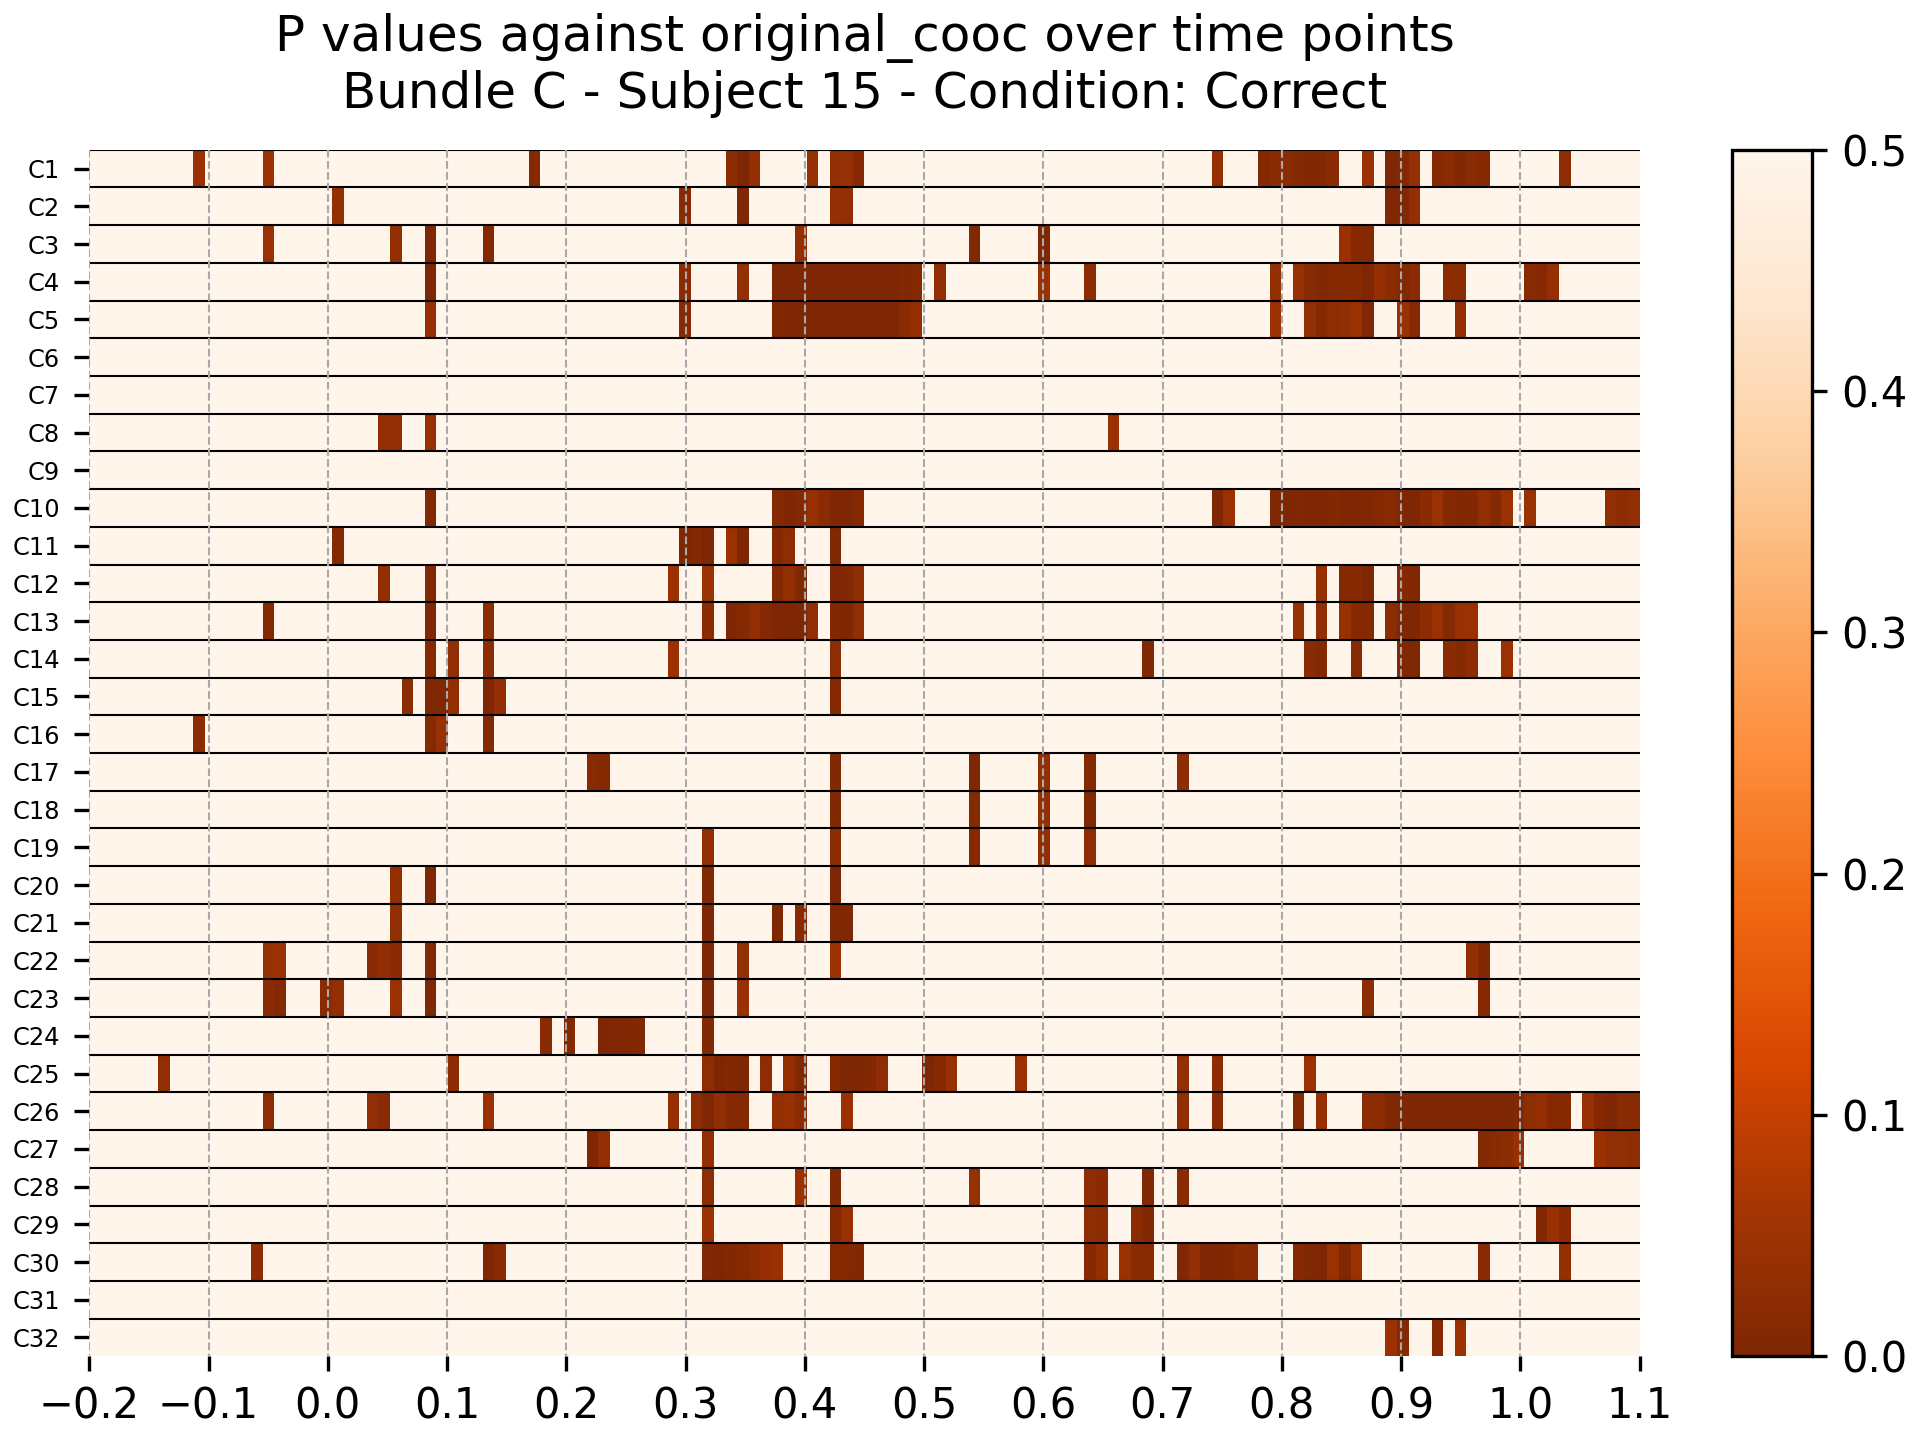 P values against original_cooc over time points
Bundle C - Subject 15 - Condition: Correct
C1
C2
C3
C4
C5
C6
C7
C8
C9
C10
C11
C12
C13
C14
C15
C16
C17
C18
C19
C20
C21
C22
C23
C24
C25
C26
C27
C28
C29
C30
C31
C32
−0.2 −0.1 0.0 0.1 0.2 0.3 0.4 0.5 0.6 0.7 0.8 0.9 1.0 1.1
0.5
0.4
0.3
0.2
0.1
0.0